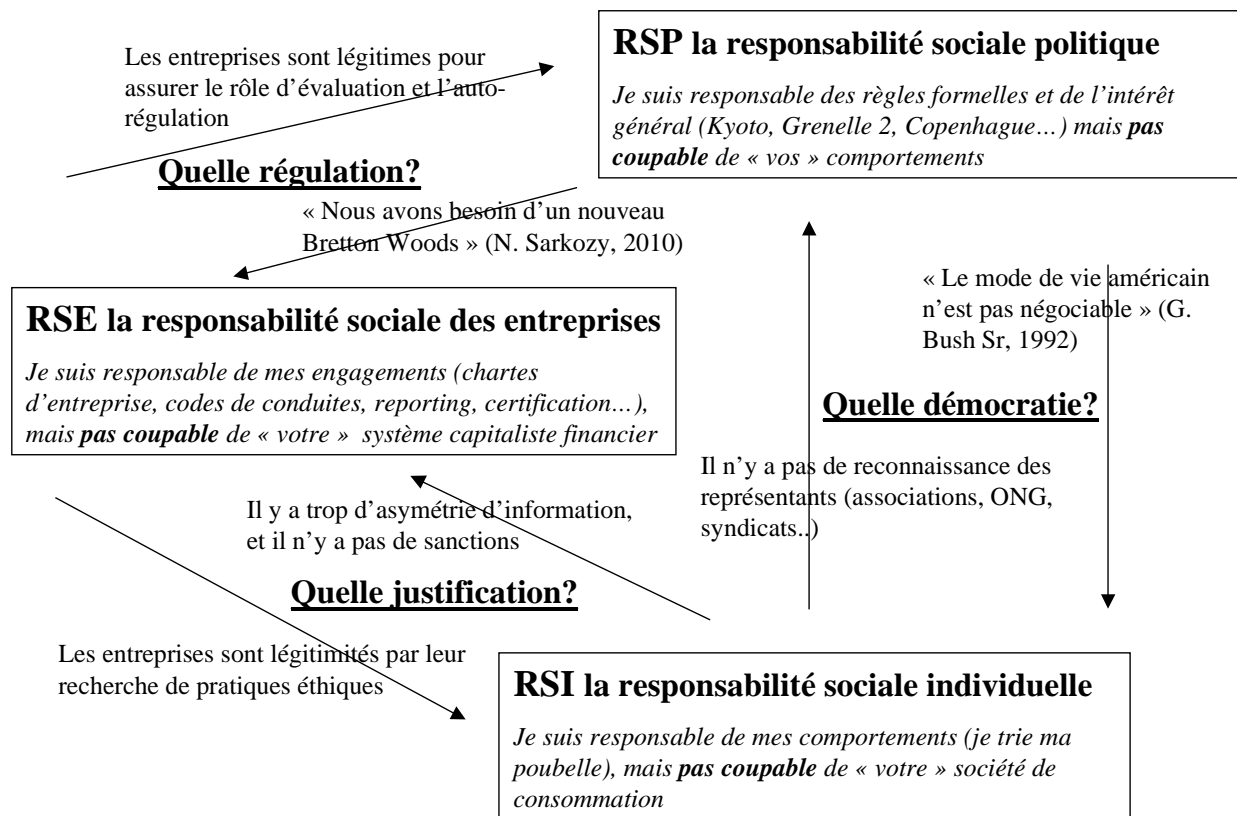 Les entreprises sont légitimes pour
assurer le rôle d'évaluation et l'auto-
régulation
RSP la responsabilité sociale politique
Je suis responsable des règles formelles et de l'intérêt
général (Kyoto, Grenelle 2, Copenhague…) mais pas
coupable de « vos » comportements
Quelle régulation?
« Nous avons besoin d'un nouveau
Bretton Woods » (N. Sarkozy, 2010)
« Le mode de vie américain
n'est pas négociable » (G.
Bush Sr, 1992)
RSE la responsabilité sociale des entreprises
Je suis responsable de mes engagements (chartes
d'entreprise, codes de conduites, reporting, certification…),
mais pas coupable de « votre » système capitaliste financier
Quelle démocratie?
Il n'y a pas de reconnaissance des
représentants (associations, ONG,
syndicats..)
Il y a trop d'asymétrie d'information,
et il n'y a pas de sanctions
Quelle justification?
Les entreprises sont légitimités par leur
recherche de pratiques éthiques
RSI la responsabilité sociale individuelle
Je suis responsable de mes comportements (je trie ma
poubelle), mais pas coupable de « votre » société de
consommation